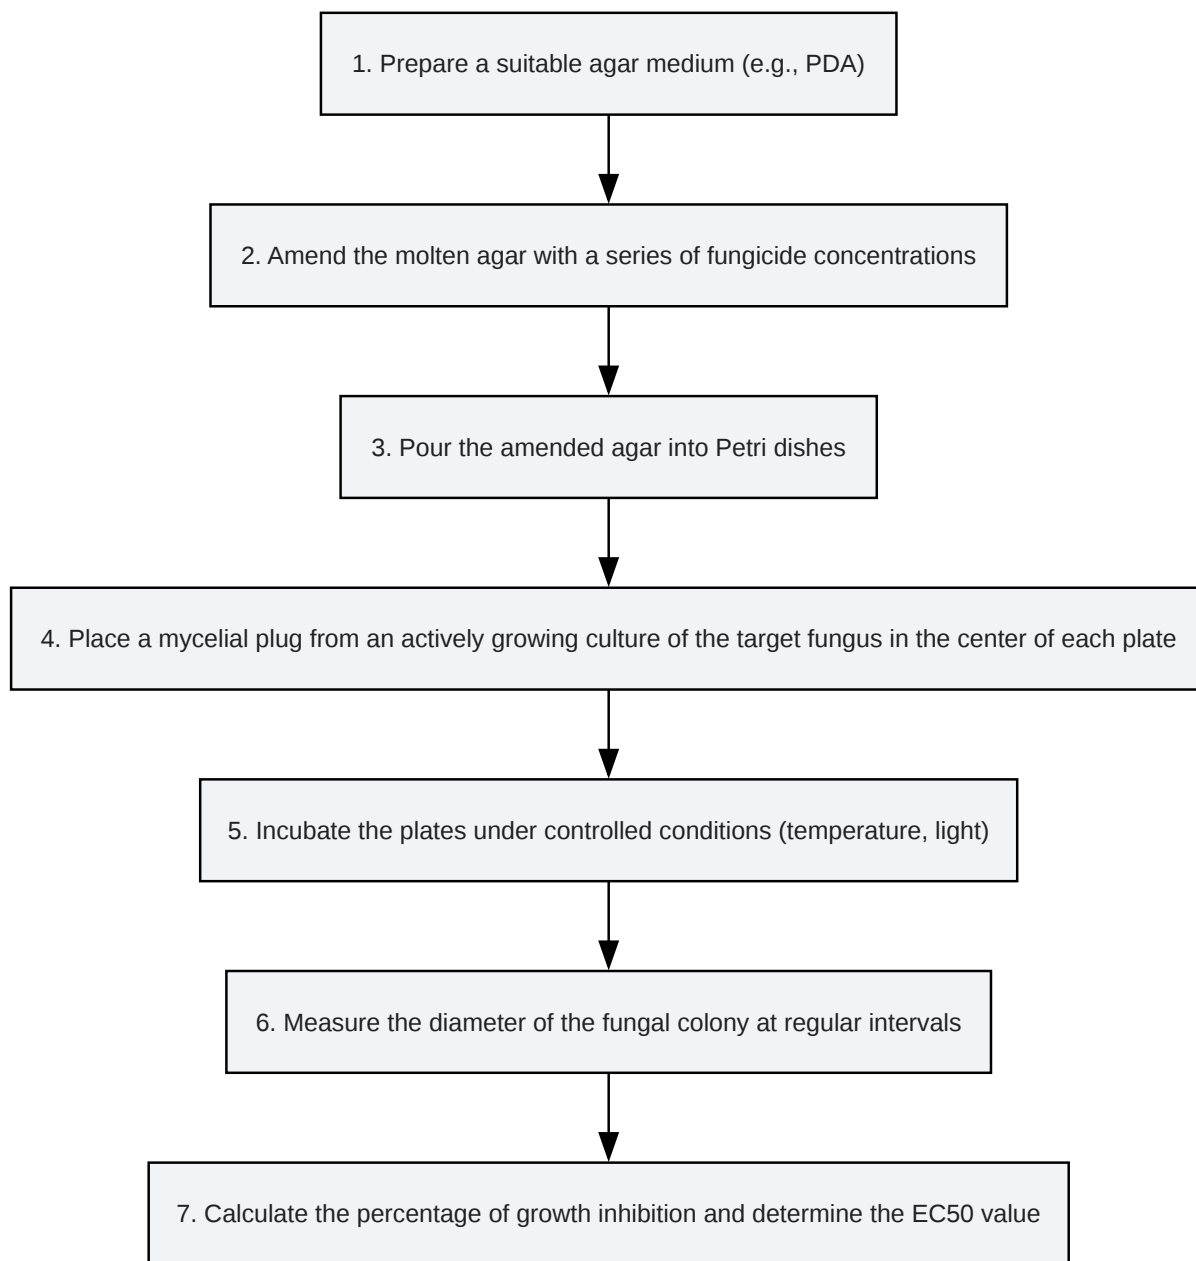 1. Prepare a suitable agar medium (e.g., PDA)
2. Amend the molten agar with a series of fungicide concentrations
3. Pour the amended agar into Petri dishes
4. Place a mycelial plug from an actively growing culture of the target fungus in the center of each plate
5. Incubate the plates under controlled conditions (temperature, light)
6. Measure the diameter of the fungal colony at regular intervals
7. Calculate the percentage of growth inhibition and determine the EC50 value